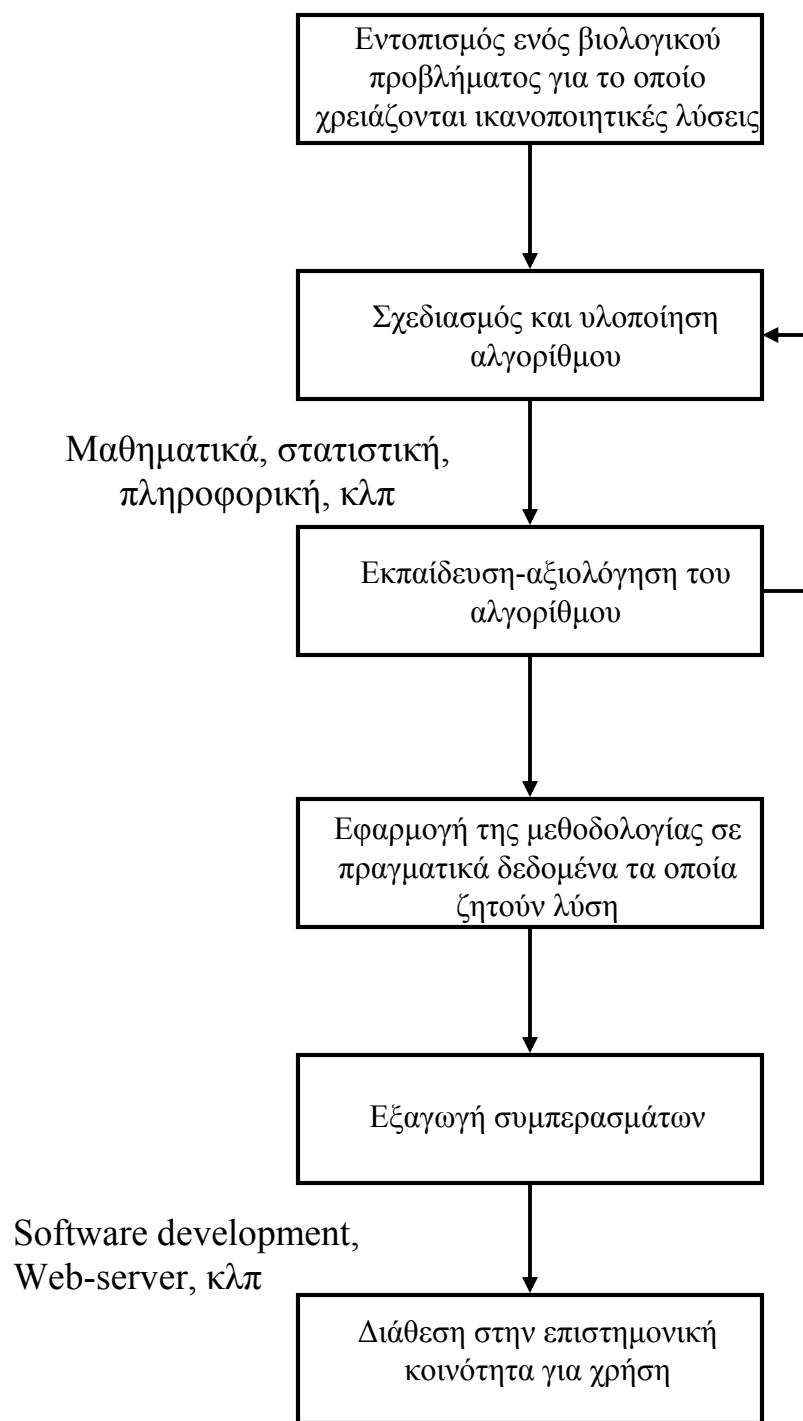 Εντοπισμός ενός βιολογικού
προβλήματος για το οποίο
χρειάζονται ικανοποιητικές λύσεις
Σχεδιασμός και υλοποίηση
αλγορίθμου
Μαθηματικά, στατιστική,
πληροφορική, κλπ
Εκπαίδευση-αξιολόγηση του
αλγορίθμου
Εφαρμογή της μεθοδολογίας σε
πραγματικά δεδομένα τα οποία
ζητούν λύση
Εξαγωγή συμπερασμάτων
Software development,
Web-server, κλπ
Διάθεση στην επιστημονική
κοινότητα για χρήση